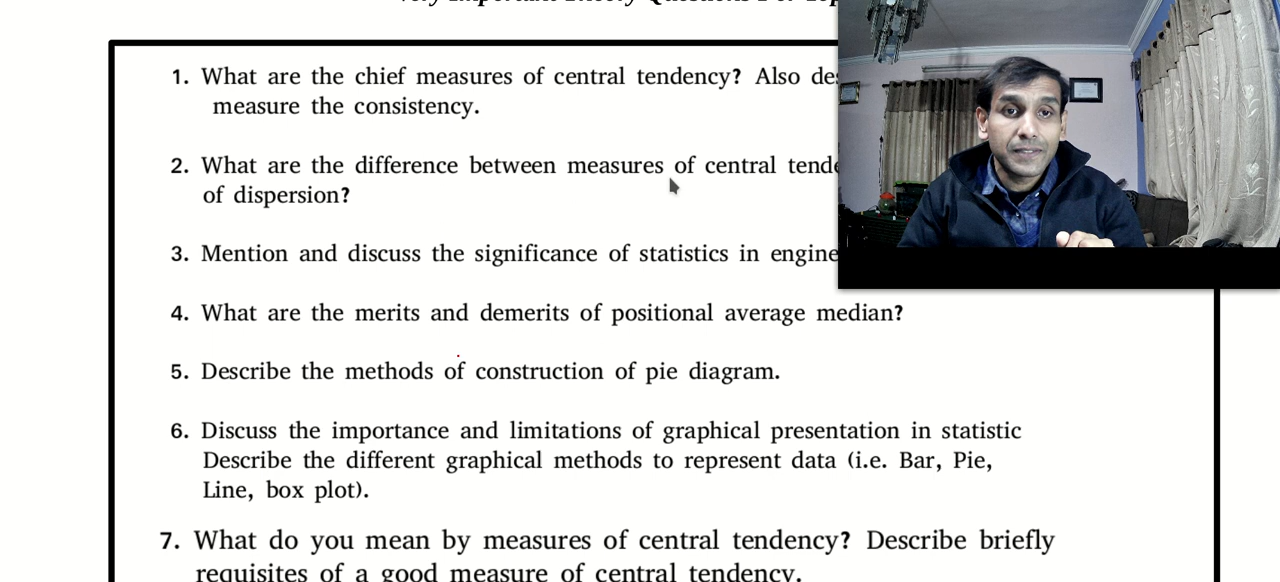 1. What are the chief measures of central tendency? Also
measure the consistency.
2. What are the difference between measures of central
of dispersion?
3. Mention and discuss the significance of statistics in
4. What are the merits and demerits of positional average median?
5. Describe the methods of construction of pie diagram.
6. Discuss the importance and limitations of graphical presentation in statistic
Describe the different graphical methods to represent data (i.e. Bar, Pie,
Line, box plot).
7. What do you mean by measures of central tendency? Describe briefly
requisites of a good measure of central tendency.